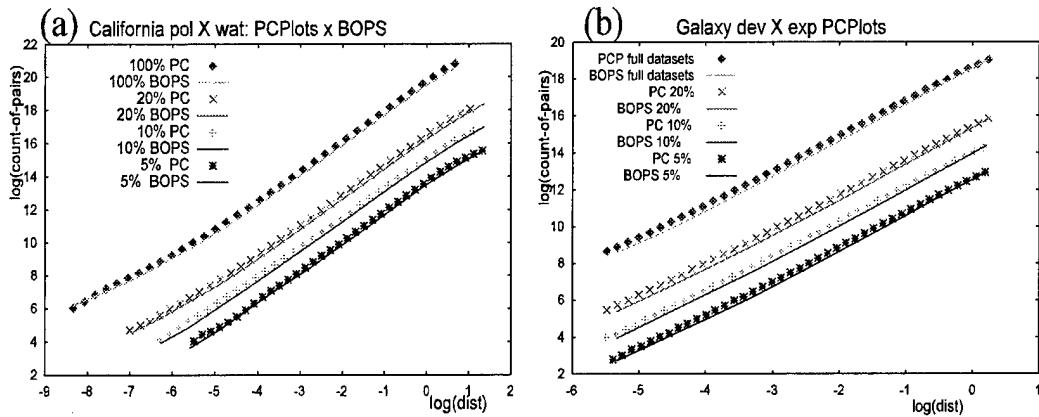 (a) California pol X wat: PCPlots x BOPS
log(count-of-pairs)
22
20
18
16
14
12
10
8
6
4
2
100% PC
100% BOPS
20% PC
20% BOPS
10% PC
10% BOPS
5% PC
5% BOPS
-9 -8 -7 -6 -5 -4 -3 -2 -1 0 1 2
log(dist)
(b) Galaxy dev X exp PCPlots
log(count-of-pairs)
20
18
16
14
12
10
8
6
4
2
PCP full datasets
BOPS full datasets
PC 20%
BOPS 20%
PC 10%
BOPS 10%
PC 5%
BOPS 5%
-6 -5 -4 -3 -2 -1 0 1
log(dist)